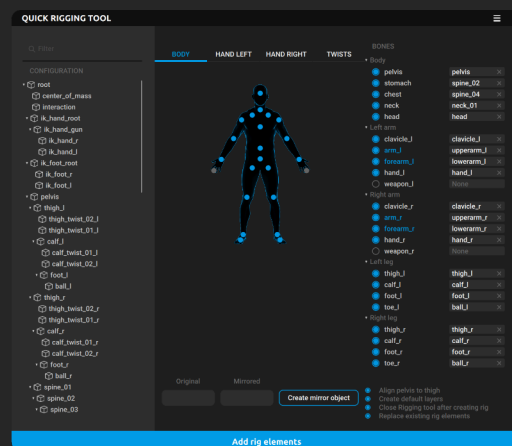 QUICK RIGGING TOOL
Filter
CONFIGURATION
root
center_of_mass
interaction
ik_hand_root
ik_hand_gun
ik_hand_r
ik_hand_l
ik_foot_root
ik_foot_r
ik_foot_l
pelvis
thigh_l
thigh_twist_02_l
thigh_twist_01_l
calf_l
calf_twist_01_l
calf_twist_02_l
foot_l
ball_l
thigh_r
thigh_twist_02_r
thigh_twist_01_r
calf_r
calf_twist_01_r
calf_twist_02_r
foot_r
ball_r
spine_01
spine_02
spine_03
BODY HAND LEFT HAND RIGHT TWISTS
Original Mirrored
Create mirror object
BONES
Body
pelvis pelvis
stomach spine_02
chest spine_04
neck neck_01
head head
Left arm
clavicle_l clavicle_l
arm_l upperarm_l
forearm_l lowerarm_l
hand_l hand_l
weapon_l None
Right arm
clavicle_r clavicle_r
arm_r upperarm_r
forearm_r lowerarm_r
hand_r hand_r
weapon_r None
Left leg
thigh_l thigh_l
calf_l calf_l
foot_l foot_l
toe_l ball_l
Right leg
thigh_r thigh_r
calf_r calf_r
foot_r foot_r
toe_r ball_r
Align pelvis to thigh
Create default layers
Close Rigging tool after creating rig
Replace existing rig elements
Add rig elements